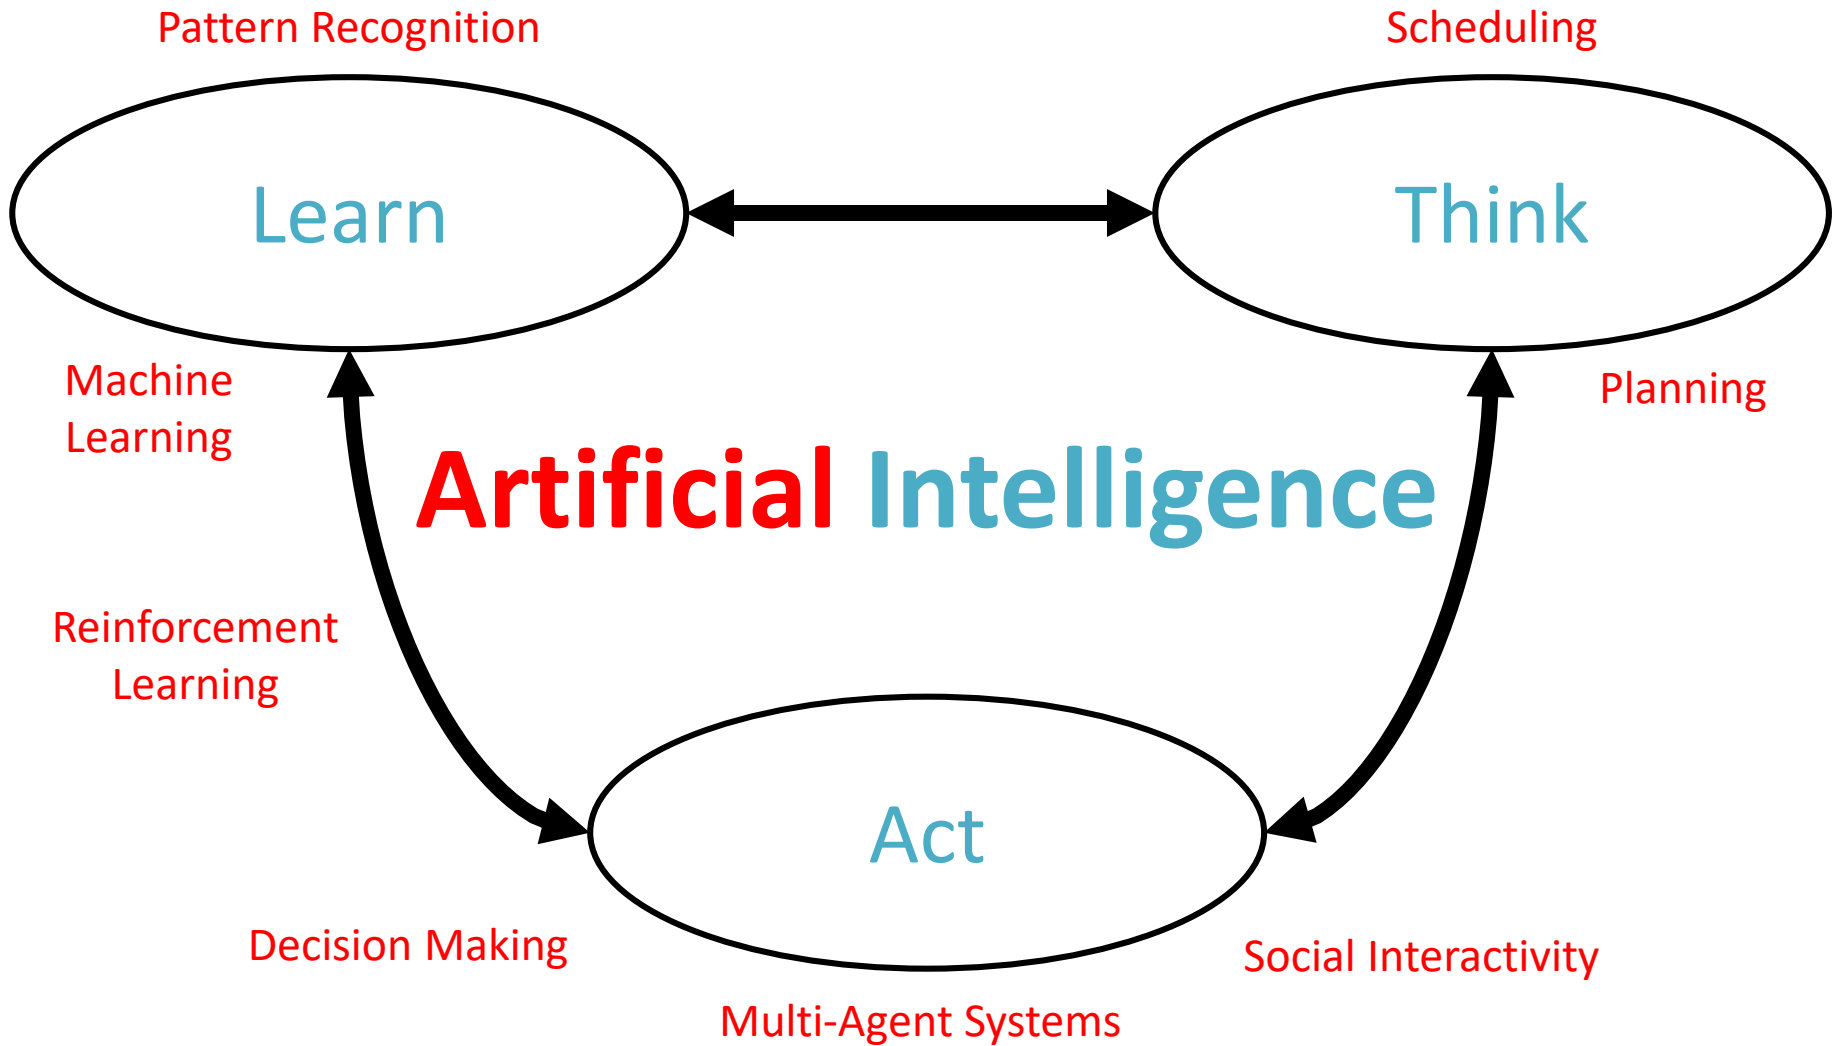 Pattern Recognition
Scheduling
Learn
Think
Machine
Learning
Planning
Artificial Intelligence
Reinforcement
Learning
Act
Decision Making
Social Interactivity
Multi-Agent Systems